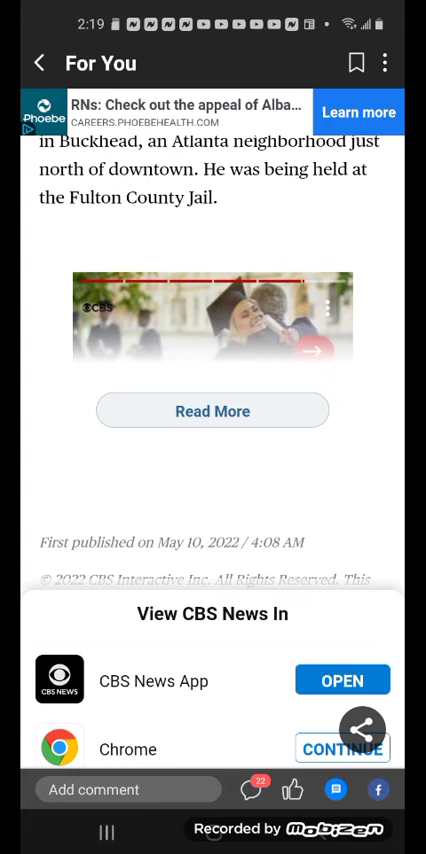 2:19
For You
RNs: Check out the appeal of Alba...
CAREERS.PHOEBEHEALTH.COM
Phoebe
Learn more
in Buckhead, an Atlanta neighborhood just
north of downtown. He was being held at
the Fulton County Jail.
CBS
Read More
First published on May 10, 2022 / 4:08 AM
© 2022 CBS Interactive Inc. All Rights Reserved. This
View CBS News In
CBS NEWS
CBS News App
OPEN
Chrome
CONTINUE
Add comment
22
Recorded by Mobizen